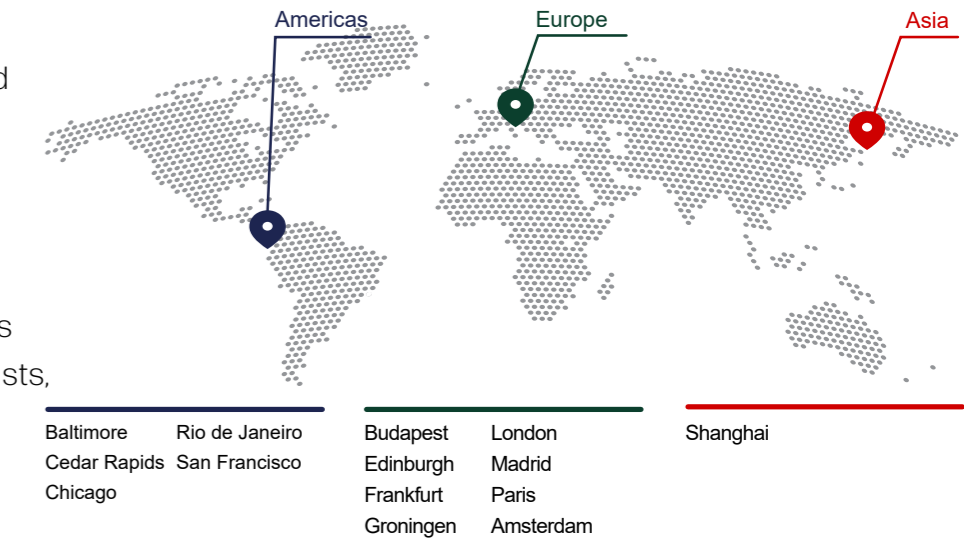 Americas
Europe
Asia
d
s
sts,
Baltimore Rio de Janeiro
Cedar Rapids San Francisco
Chicago
Budapest London
Edinburgh Madrid
Frankfurt Paris
Groningen Amsterdam
Shanghai